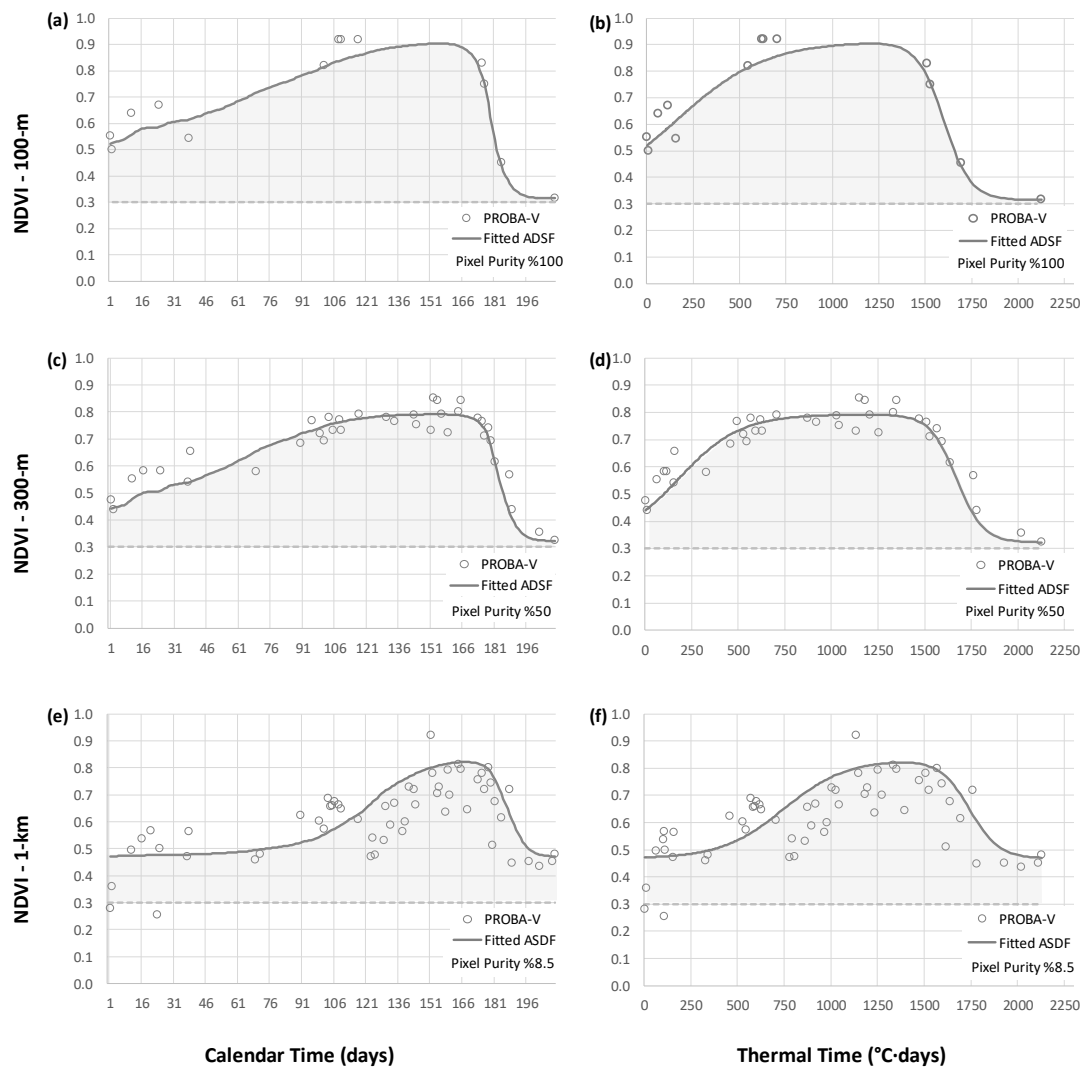 (a)
(b)
NDVI - 100-m
1.0
0.9
0.8
0.7
0.6
0.5
0.4
0.3
0.2
0.1
0.0
PROBA-V
Fitted ADSF
Pixel Purity %100
1 16 31 46 61 76 91 106 121 136 151 166 181 196
1.0
0.9
0.8
0.7
0.6
0.5
0.4
0.3
0.2
0.1
0.0
PROBA-V
Fitted ADSF
Pixel Purity %100
0 250 500 750 1000 1250 1500 1750 2000 2250
(c)
(d)
NDVI - 300-m
1.0
0.9
0.8
0.7
0.6
0.5
0.4
0.3
0.2
0.1
0.0
PROBA-V
Fitted ADSF
Pixel Purity %50
1 16 31 46 61 76 91 106 121 136 151 166 181 196
1.0
0.9
0.8
0.7
0.6
0.5
0.4
0.3
0.2
0.1
0.0
PROBA-V
Fitted ADSF
Pixel Purity %50
0 250 500 750 1000 1250 1500 1750 2000 2250
(e)
(f)
NDVI - 1-km
1.0
0.9
0.8
0.7
0.6
0.5
0.4
0.3
0.2
0.1
0.0
PROBA-V
Fitted ASDF
Pixel Purity %8.5
1 16 31 46 61 76 91 106 121 136 151 166 181 196
1.0
0.9
0.8
0.7
0.6
0.5
0.4
0.3
0.2
0.1
0.0
PROBA-V
Fitted ASDF
Pixel Purity %8.5
0 250 500 750 1000 1250 1500 1750 2000 2250
Calendar Time (days)
Thermal Time (°C·days)